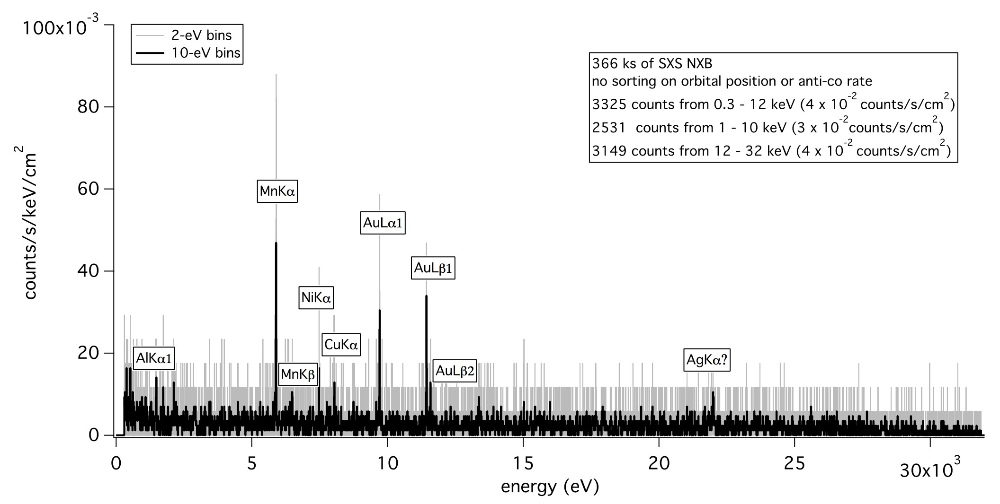 100x10⁻³
80
60
40
20
0
counts/s/keV/cm²
2-eV bins
10-eV bins
366 ks of SXS NXB
no sorting on orbital position or anti-co rate
3325 counts from 0.3 - 12 keV (4 x 10⁻² counts/s/cm²)
2531 counts from 1 - 10 keV (3 x 10⁻²counts/s/cm²)
3149 counts from 12 - 32 keV (4 x 10⁻² counts/s/cm²)
MnKα
AuLα1
AuLβ1
NiKα
CuKα
AlKα1
MnKβ
AuLβ2
AgKα?
0
5
10
15
20
25
30x10³
energy (eV)